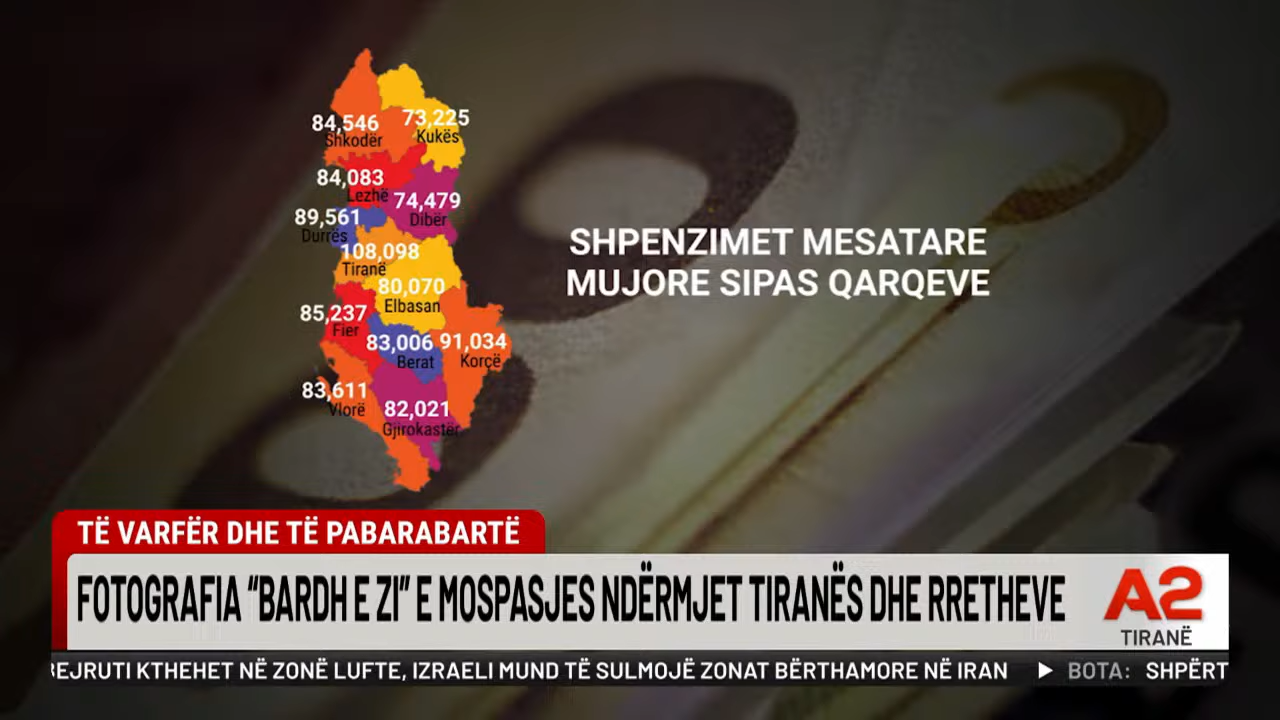 84,546
Shkodër
73,225
Kukës
84,083
Lezhë
74,479
Dibër
89,561
Durrës
108,098
Tiranë
80,070
Elbasan
85,237
Fier
83,006
Berat
91,034
Korçë
83,611
Vlorë
82,021
Gjirokastër
SHPENZIMET MESATARE
MUJORE SIPAS QARQEVE
TË VARFËR DHE TË PABARABARTË
FOTOGRAFIA “BARDH E ZI” E MOSPASJES NDËRMJET TIRANËS DHE RRETHEVE
A2
TIRANË
EJRUTI KTHEHET NË ZONË LUFTE, IZRAELI MUND TË SULMOJË ZONAT BËRTHAMORE NË IRAN ▶ BOTA: SHPËRT